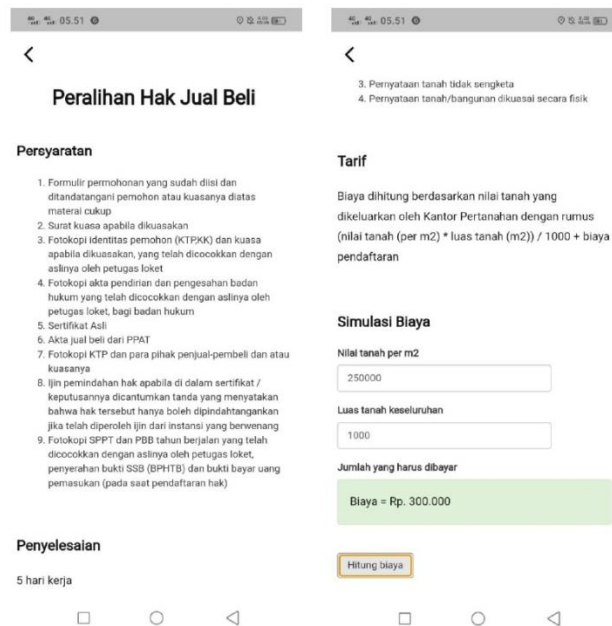 05.51
Peralihan Hak Jual Beli
Persyaratan
1. Formulir permohonan yang sudah diisi dan
ditandatangani pemohon atau kuasanya diatas
materai cukup
2. Surat kuasa apabila dikuasakan
3. Fotokopi identitas pemohon (KTP,KK) dan kuasa
apabila dikuasakan, yang telah dicocokkan dengan
aslinya oleh petugas loket
4. Fotokopi akta pendirian dan pengesahan badan
hukum yang telah dicocokkan dengan aslinya oleh
petugas loket, bagi badan hukum
5. Sertifikat Asli
6. Akta jual beli dari PPAT
7. Fotokopi KTP dan para pihak penjual-pembeli dan atau
kuasanya
8. Ijin pemindahan hak apabila di dalam sertifikat /
keputusannya dicantumkan tanda yang menyatakan
bahwa hak tersebut hanya boleh dipindahtangankan
jika telah diperoleh ijin dari instansi yang berwenang
9. Fotokopi SPPT dan PBB tahun berjalan yang telah
dicocokkan dengan aslinya oleh petugas loket,
penyerahan bukti SSB (BPHTB) dan bukti bayar uang
pemasukan (pada saat pendaftaran hak)
Penyelesaian
5 hari kerja
05.51
3. Pernyataan tanah tidak sengketa
4. Pernyataan tanah/bangunan dikuasai secara fisik
Tarif
Biaya dihitung berdasarkan nilai tanah yang
dikeluarkan oleh Kantor Pertanahan dengan rumus
(nilai tanah (per m2) * luas tanah (m2)) / 1000 + biaya
pendaftaran
Simulasi Biaya
Nilai tanah per m2
250000
Luas tanah keseluruhan
1000
Jumlah yang harus dibayar
Biaya = Rp. 300.000
Hitung biaya